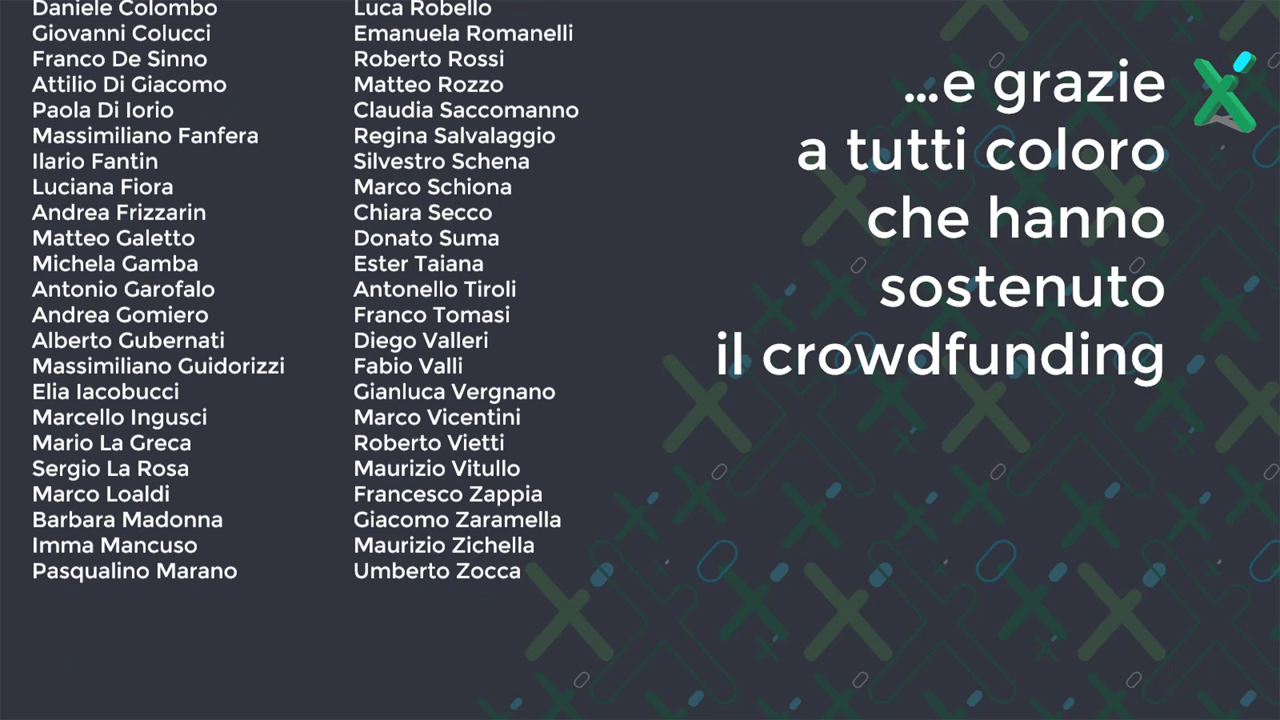 Daniele Colombo
Giovanni Colucci
Franco De Sinno
Attilio Di Giacomo
Paola Di Iorio
Massimiliano Fanfera
Ilario Fantin
Luciana Fiora
Andrea Frizzarin
Matteo Galetto
Michela Gamba
Antonio Garofalo
Andrea Gomiero
Alberto Gubernati
Massimiliano Guidorizzi
Elia Iacobucci
Marcello Ingusci
Mario La Greca
Sergio La Rosa
Marco Loaldi
Barbara Madonna
Imma Mancuso
Pasqualino Marano
Luca Robello
Emanuela Romanelli
Roberto Rossi
Matteo Rozzo
Claudia Saccomanno
Regina Salvalaggio
Silvestro Schena
Marco Schiona
Chiara Secco
Donato Suma
Ester Taiana
Antonello Tiroli
Franco Tomasi
Diego Valleri
Fabio Valli
Gianluca Vergnano
Marco Vicentini
Roberto Vietti
Maurizio Vitullo
Francesco Zappia
Giacomo Zaramella
Maurizio Zichella
Umberto Zocca
...e grazie
a tutti coloro
che hanno
sostenuto
il crowdfunding